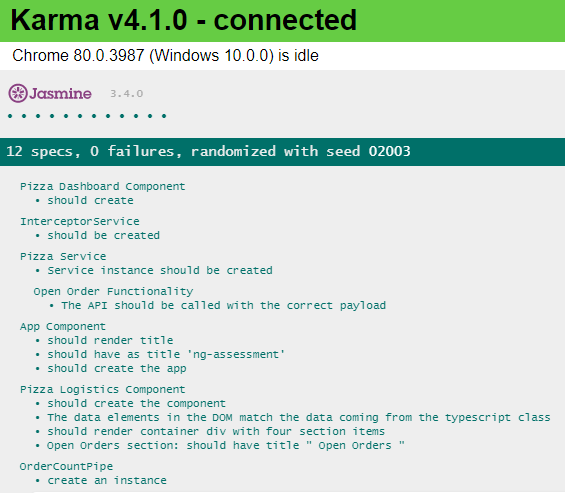 Karma v4.1.0 - connected
Chrome 80.0.3987 (Windows 10.0.0) is idle
Jasmine 3.4.0
• • • • • • • • • • • •
12 specs, 0 failures, randomized with seed 02003
Pizza Dashboard Component
• should create
InterceptorService
• should be created
Pizza Service
• Service instance should be created
Open Order Functionality
• The API should be called with the correct payload
App Component
• should render title
• should have as title 'ng-assessment'
• should create the app
Pizza Logistics Component
• should create the component
• The data elements in the DOM match the data coming from the typescript class
• should render container div with four section items
• Open Orders section: should have title " Open Orders "
OrderCountPipe
• create an instance